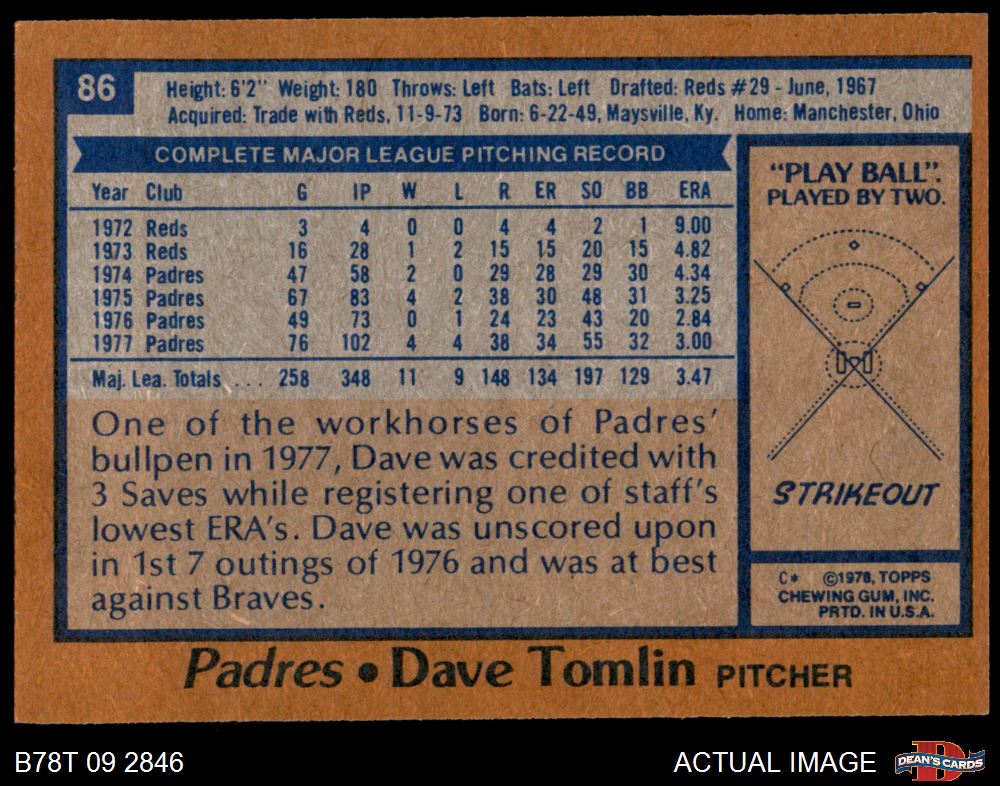 86
Height: 6'2" Weight: 180 Throws: Left Bats: Left Drafted: Reds #29 - June, 1967
Acquired: Trade with Reds, 11-9-73 Born: 6-22-49, Maysville, Ky. Home: Manchester, Ohio
COMPLETE MAJOR LEAGUE PITCHING RECORD
Year Club G IP W L R ER SO BB ERA
1972 Reds 3 4 0 0 4 4 2 1 9.00
1973 Reds 16 28 1 2 15 15 20 15 4.82
1974 Padres 47 58 2 0 29 28 29 30 4.34
1975 Padres 67 83 4 2 38 30 48 31 3.25
1976 Padres 49 73 0 1 24 23 43 20 2.84
1977 Padres 76 102 4 4 38 34 55 32 3.00
Maj. Lea. Totals ... 258 348 11 9 148 134 197 129 3.47
One of the workhorses of Padres'
bullpen in 1977, Dave was credited with
3 Saves while registering one of staff's
lowest ERA's. Dave was unscored upon
in 1st 7 outings of 1976 and was at best
against Braves.
"PLAY BALL".
PLAYED BY TWO.
STRIKEOUT
C* ©1978, TOPPS
CHEWING GUM, INC.
PRTD. IN U.S.A.
Padres • Dave Tomlin PITCHER
B78T 09 2846
ACTUAL IMAGE
D
DEAN'S CARDS